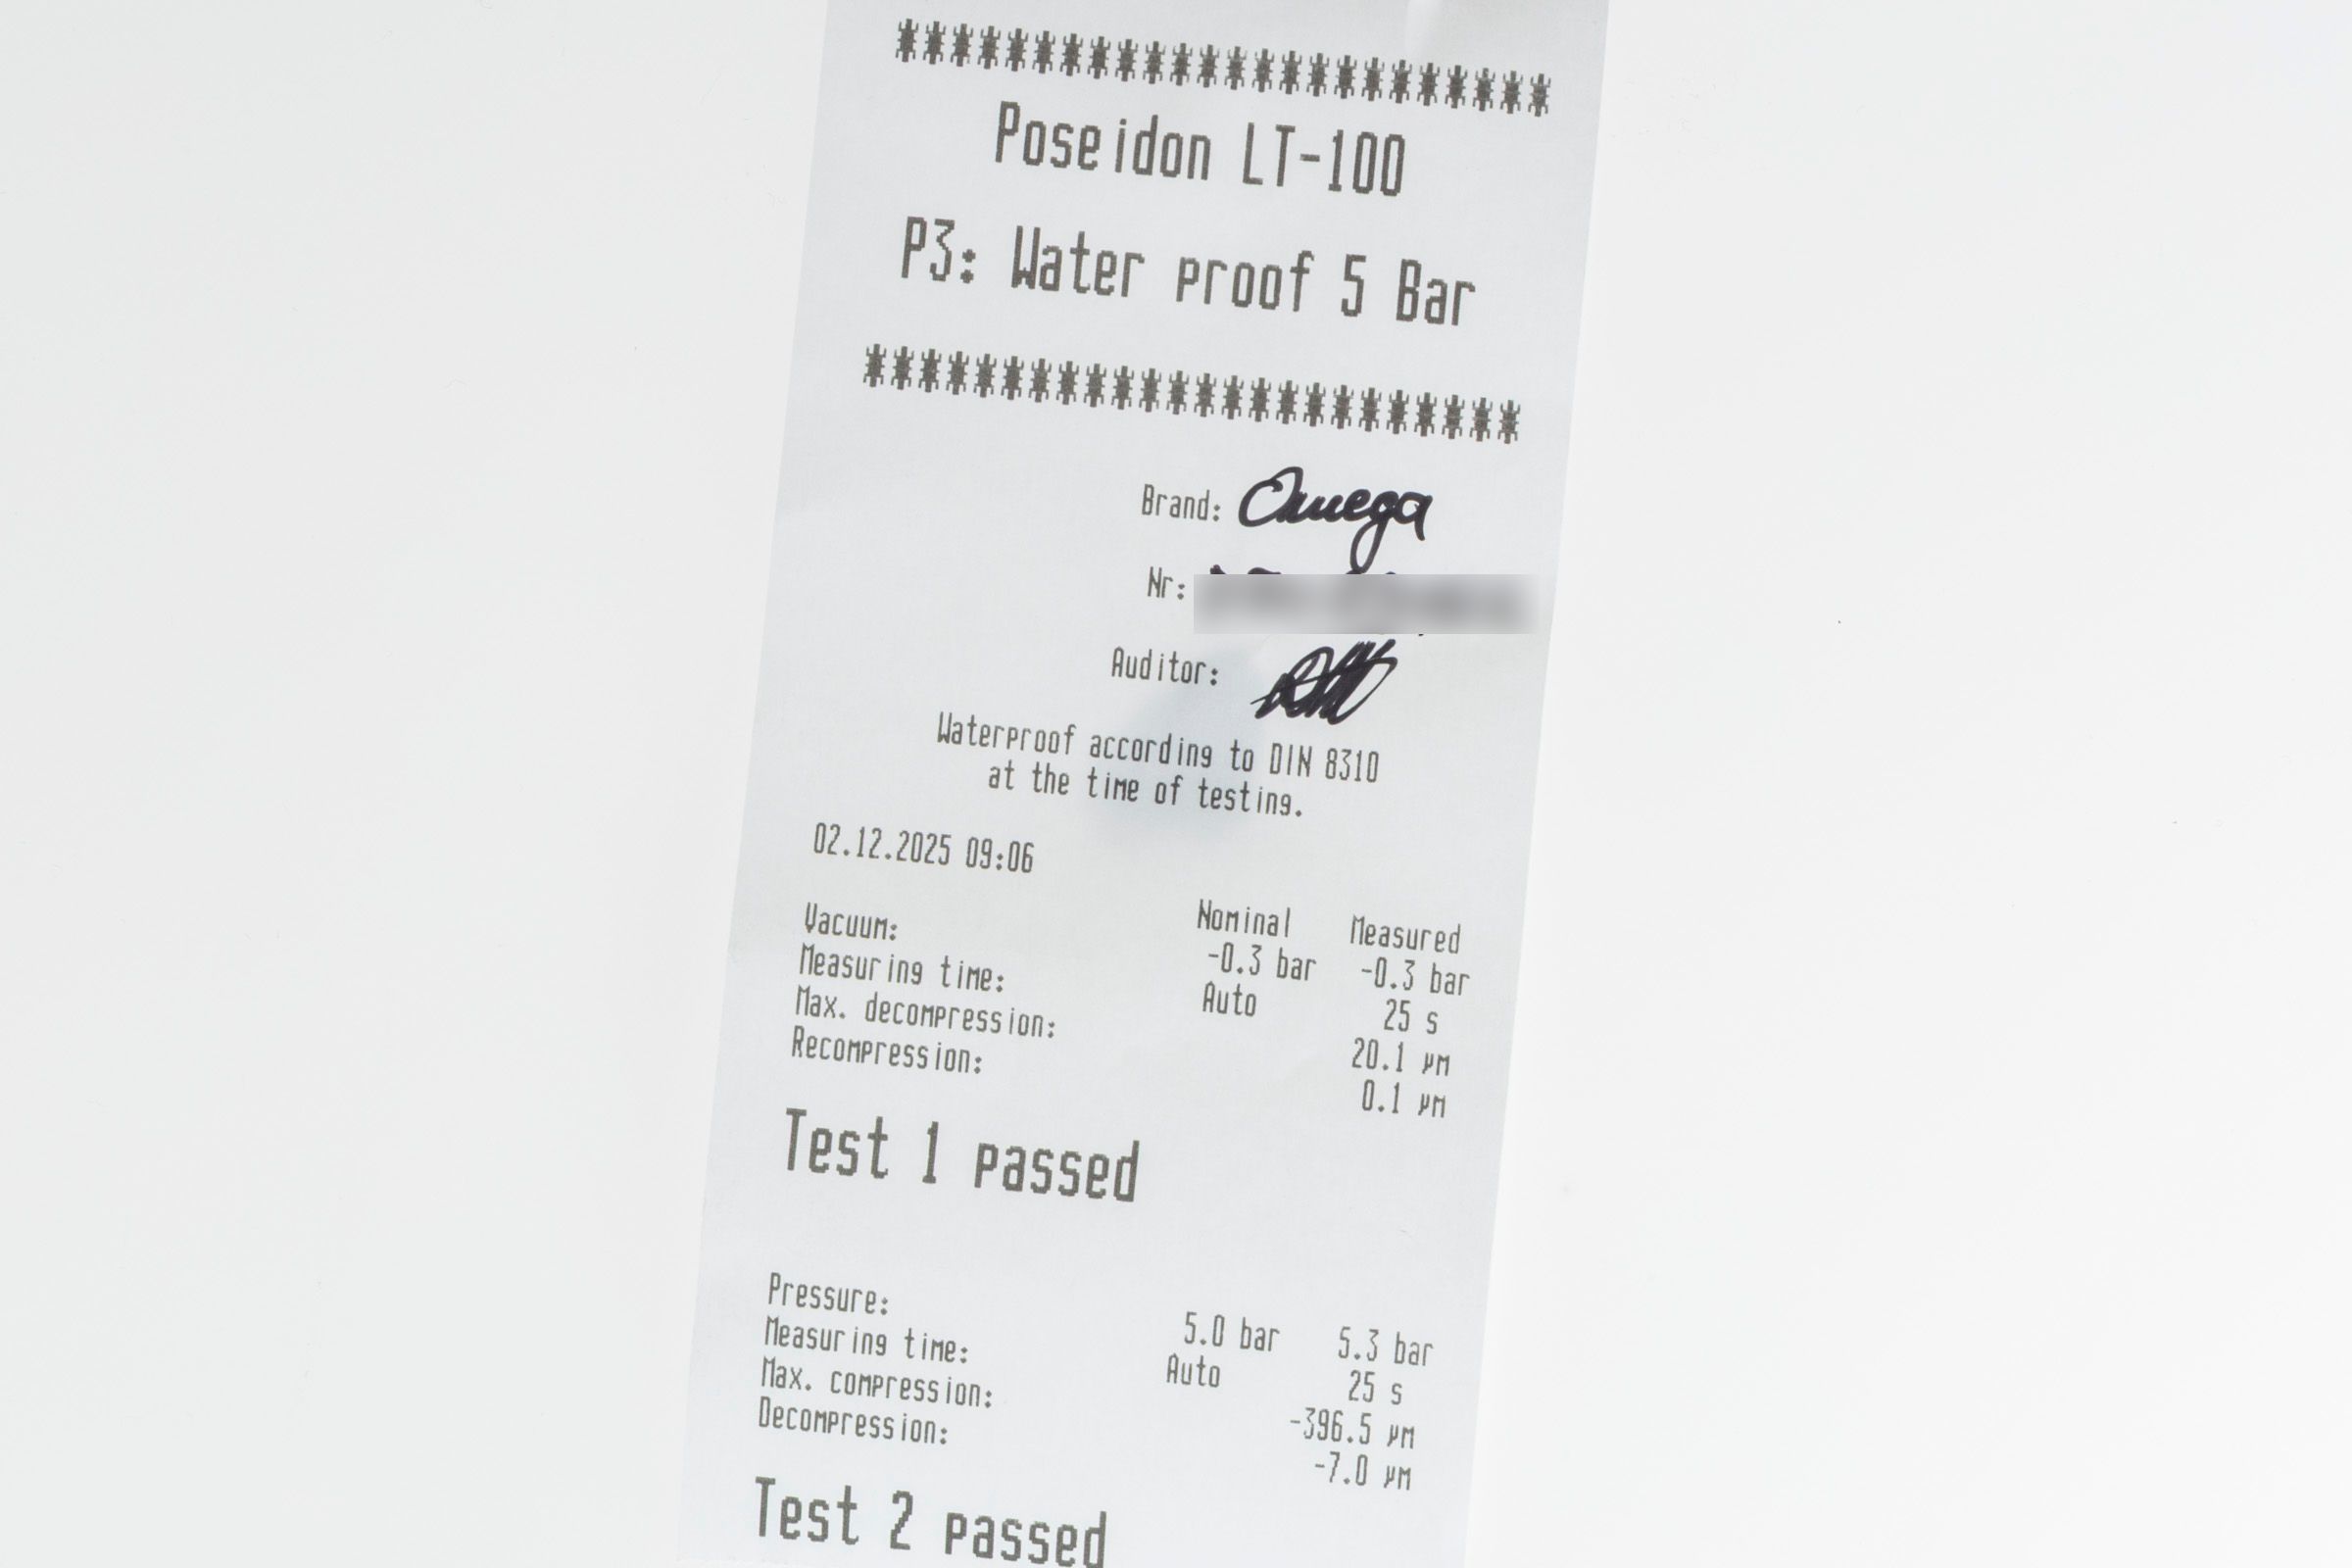 ************************
Poseidon LT-100
P3: Water proof 5 Bar
************************
Brand: Omega
Nr:
Auditor:
Waterproof according to DIN 8310
at the time of testing.
02.12.2025 09:06
Nominal Measured
Vacuum: -0.3 bar -0.3 bar
Measuring time: Auto 25 s
Max. decompression: 20.1 µm
Recompression: 0.1 µm
Test 1 passed
Pressure: 5.0 bar 5.3 bar
Measuring time: Auto 25 s
Max. compression: -396.5 µm
Decompression: -7.0 µm
Test 2 passed